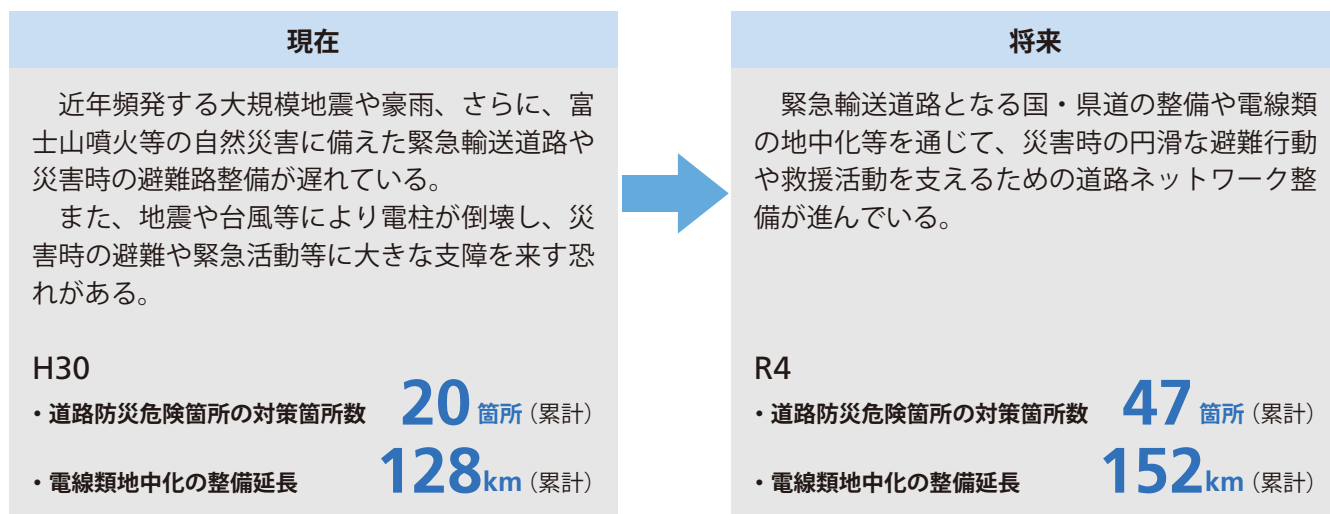 現在
近年頻発する大規模地震や豪雨、さらに、富
士山噴火等の自然災害に備えた緊急輸送道路や
災害時の避難路整備が遅れている。
また、地震や台風等により電柱が倒壊し、災
害時の避難や緊急活動等に大きな支障を来す恐
れがある。
H30
・道路防災危険箇所の対策箇所数 20箇所（累計）
・電線類地中化の整備延長 128km（累計）
将来
緊急輸送道路となる国・県道の整備や電線類
の地中化等を通じて、災害時の円滑な避難行動
や救援活動を支えるための道路ネットワーク整
備が進んでいる。
R4
・道路防災危険箇所の対策箇所数 47箇所（累計）
・電線類地中化の整備延長 152km（累計）